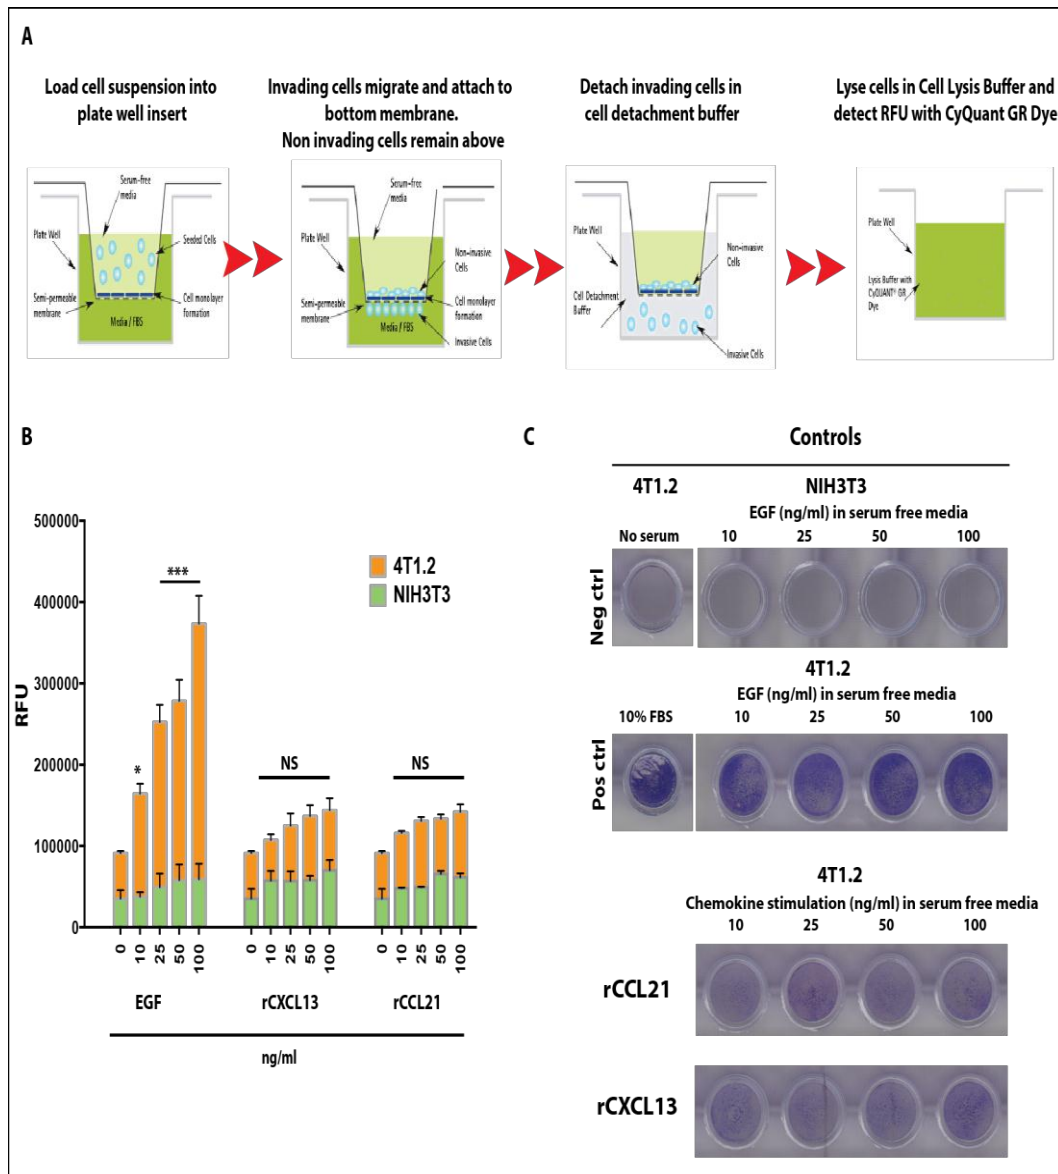 A
Load cell suspension into
plate well insert
Invading cells migrate and attach to
bottom membrane.
Non invading cells remain above
Detach invading cells in
cell detachment buffer
Lyse cells in Cell Lysis Buffer and
detect RFU with CyQuant GR Dye
Serum-free
media
Plate Well
Seeded Cells
Semi-permeable
membrane
Cell monolayer
formation
Media / FBS
Serum-free
media
Plate Well
Non-invasive
Cells
Semi-permeable
membrane
Cell monolayer
formation
Media / FBS
Invasive Cells
Plate Well
Non-invasive
Cells
Cell Detachment
Buffer
Invasive Cells
Plate Well
Lysis Buffer with
CyQUANT® GR
Dye
B
500000
400000
300000
200000
100000
0
RFU
***
*
NS
NS
4T1.2
NIH3T3
0 10 25 50 100 0 10 25 50 100 0 10 25 50 100
EGF rCXCL13 rCCL21
ng/ml
C
Controls
4T1.2 NIH3T3
EGF (ng/ml) in serum free media
No serum 10 25 50 100
Neg ctrl
4T1.2
EGF (ng/ml) in serum free media
10% FBS 10 25 50 100
Pos ctrl
4T1.2
Chemokine stimulation (ng/ml) in serum free media
10 25 50 100
rCCL21
rCXCL13